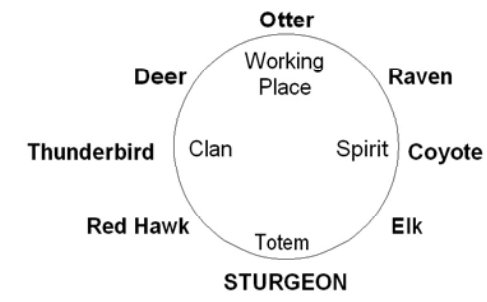 Otter
Working
Place
Deer
Raven
Thunderbird
Clan
Spirit
Coyote
Red Hawk
Elk
Totem
STURGEON